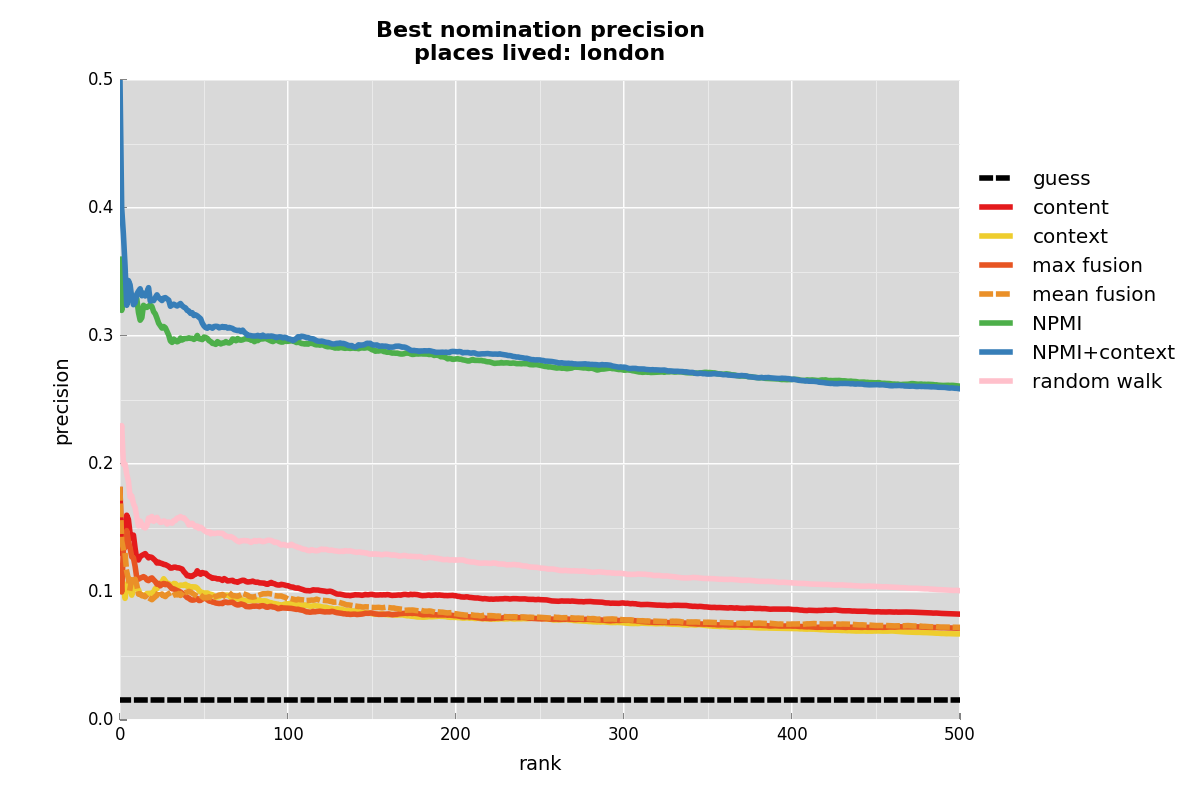 Best nomination precision
places lived: london
0.5
0.4
0.3
0.2
0.1
0.0
precision
0
100
200
300
400
500
rank
guess
content
context
max fusion
mean fusion
NPMI
NPMI+context
random walk